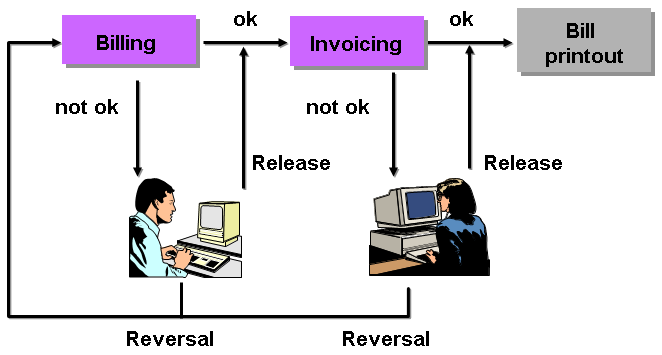 ok
ok
Billing
Invoicing
Bill
printout
not ok
not ok
Release
Release
Reversal
Reversal